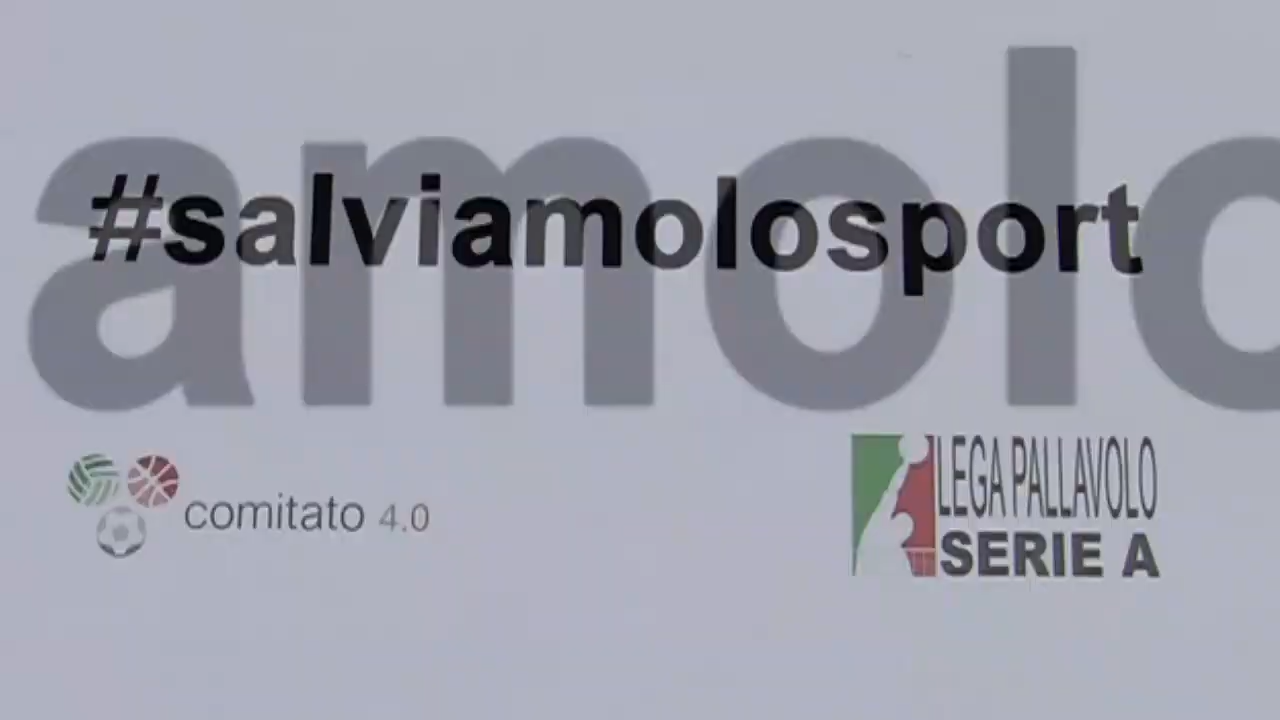 #salviamolosport
amolo
comitato 4.0
LEGA PALLAVOLO
SERIE A